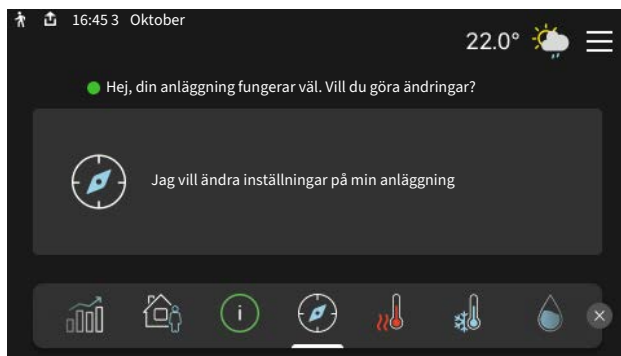 16:45 3 Oktober
22.0°
Hej, din anläggning fungerar väl. Vill du göra ändringar?
Jag vill ändra inställningar på min anläggning